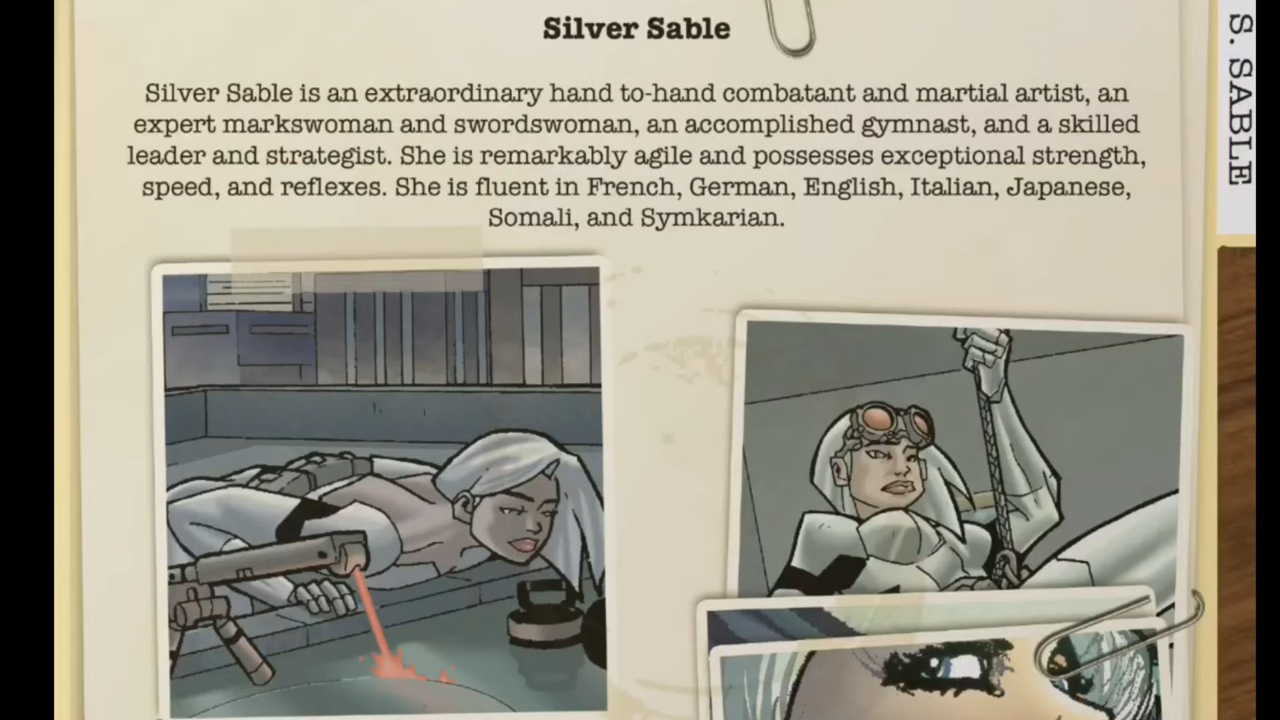 Silver Sable
Silver Sable is an extraordinary hand to-hand combatant and martial artist, an
expert markswoman and swordswoman, an accomplished gymnast, and a skilled
leader and strategist. She is remarkably agile and possesses exceptional strength,
speed, and reflexes. She is fluent in French, German, English, Italian, Japanese,
Somali, and Symkarian.
S. SABLE